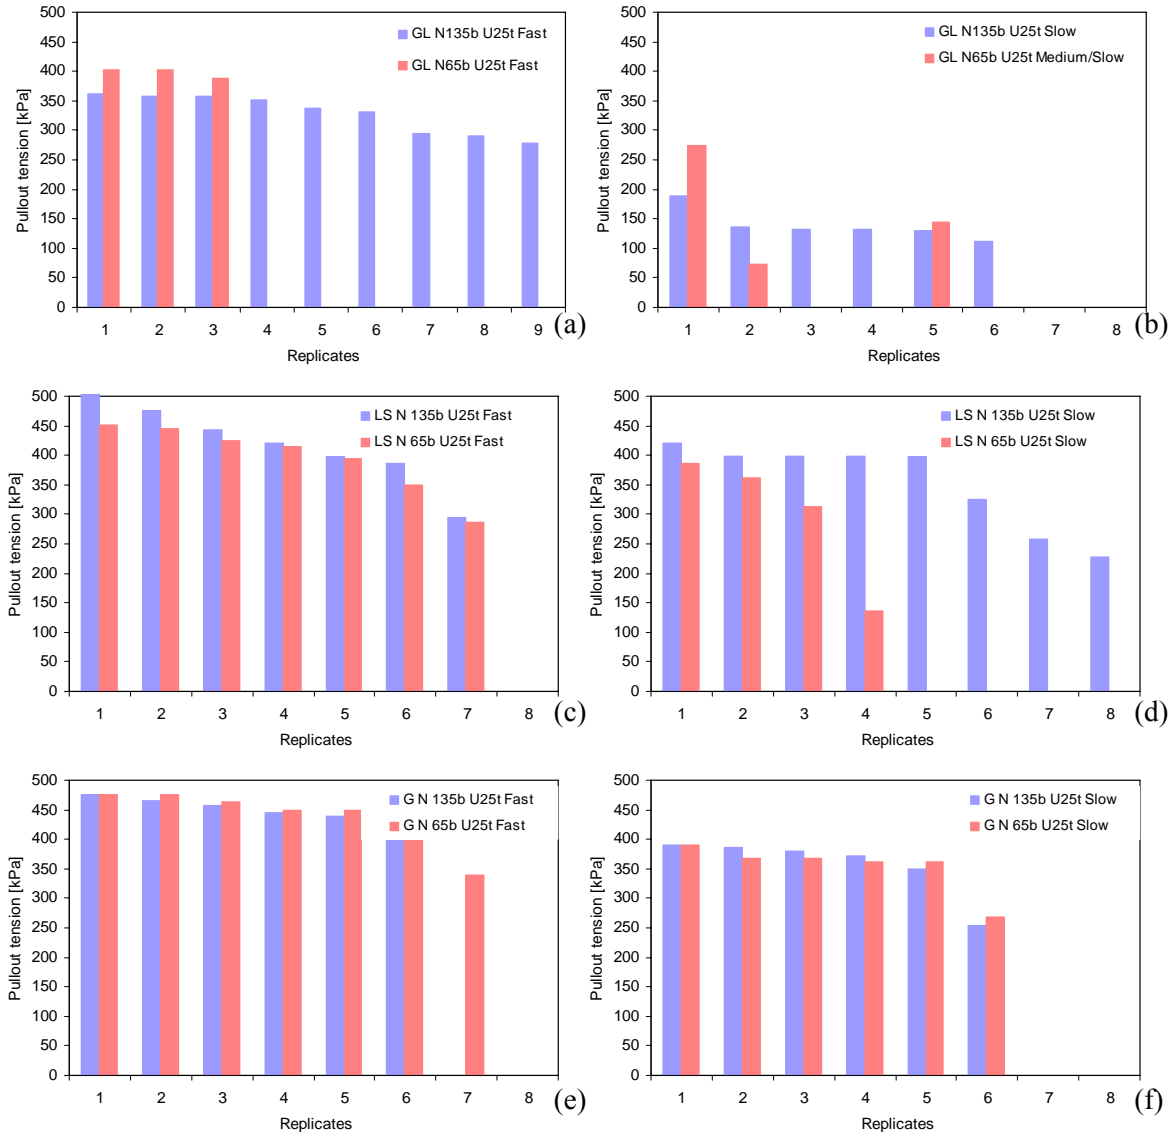 500
450
400
350
300
250
200
150
100
50
0
Pullout tension [kPa]
GL N135b U25t Fast
GL N65b U25t Fast
1 2 3 4 5 6 7 8 9
Replicates
(a)
500
450
400
350
300
250
200
150
100
50
0
Pullout tension [kPa]
GL N135b U25t Slow
GL N65b U25t Medium/Slow
1 2 3 4 5 6 7 8
Replicates
(b)
500
450
400
350
300
250
200
150
100
50
0
Pullout tension [kPa]
LS N 135b U25t Fast
LS N 65b U25t Fast
1 2 3 4 5 6 7 8
Replicates
(c)
500
450
400
350
300
250
200
150
100
50
0
Pullout tension [kPa]
LS N 135b U25t Slow
LS N 65b U25t Slow
1 2 3 4 5 6 7 8
Replicates
(d)
500
450
400
350
300
250
200
150
100
50
0
Pullout tension [kPa]
G N 135b U25t Fast
G N 65b U25t Fast
1 2 3 4 5 6 7 8
Replicates
(e)
500
450
400
350
300
250
200
150
100
50
0
Pullout tension [kPa]
G N 135b U25t Slow
G N 65b U25t Slow
1 2 3 4 5 6 7 8
Replicates
(f)